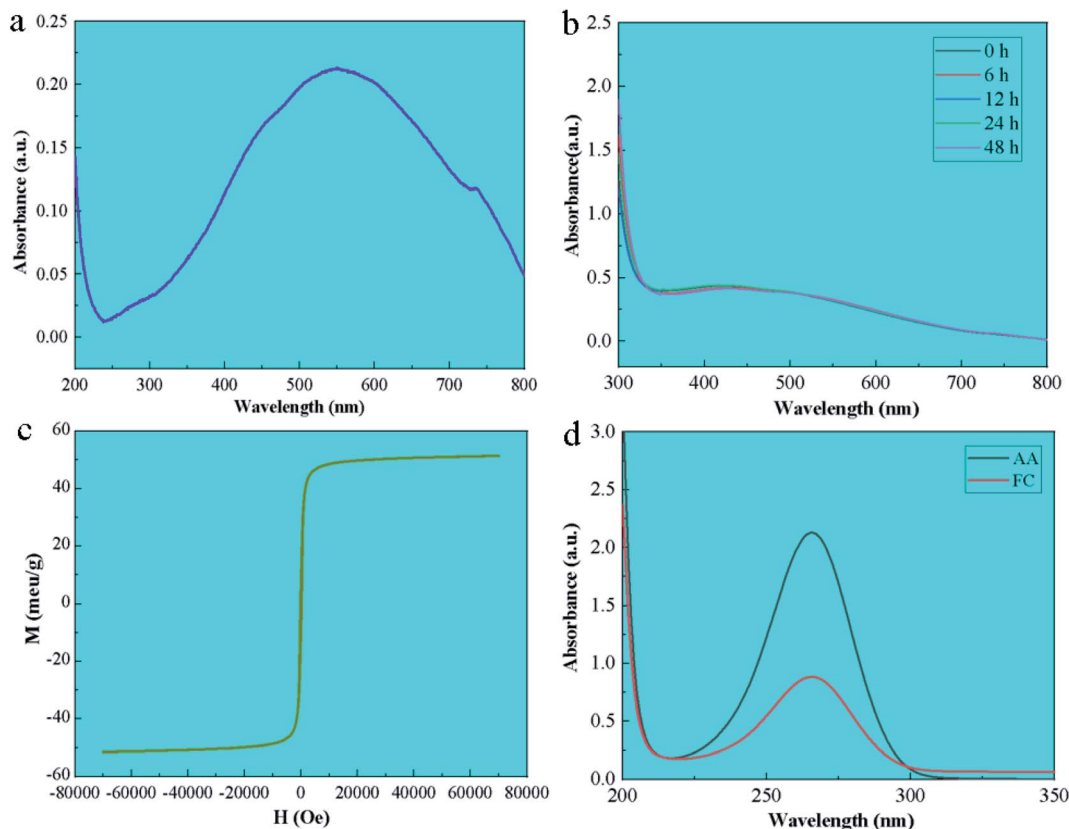 a
0.25
0.20
0.15
0.10
0.05
0.00
200 300 400 500 600 700 800
Absorbance (a.u.)
Wavelength (nm)
b
2.5
2.0
1.5
1.0
0.5
0.0
300 400 500 600 700 800
Absorbance(a.u.)
Wavelength (nm)
0 h
6 h
12 h
24 h
48 h
c
60
40
20
0
-20
-40
-60
-80000 -60000 -40000 -20000 0 20000 40000 60000 80000
M (meu/g)
H (Oe)
d
3.0
2.5
2.0
1.5
1.0
0.5
0.0
200 250 300 350
Absorbance (a.u.)
Wavelength (nm)
AA
FC